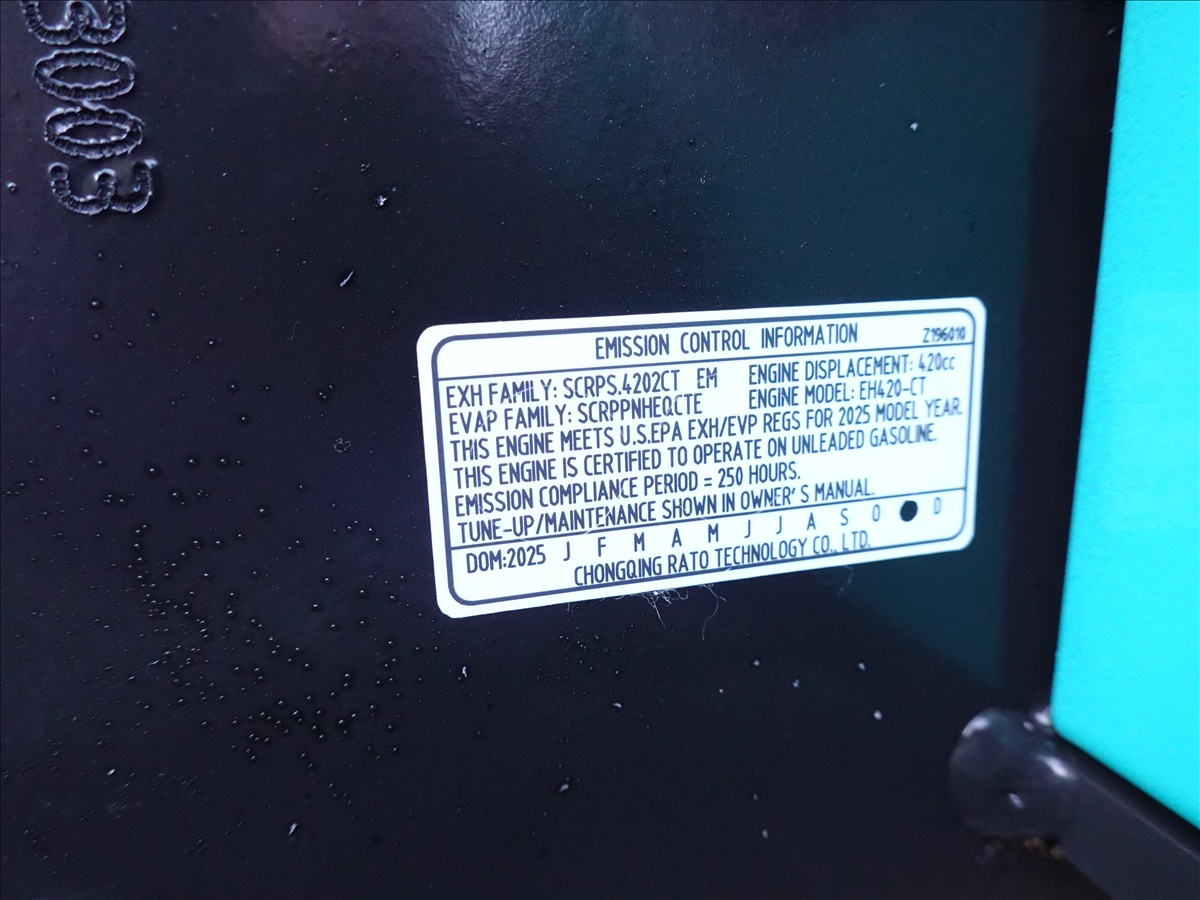 3003
EMISSION CONTROL INFORMATION Z196010
EXH FAMILY: SCRPS.4202CT EM ENGINE DISPLACEMENT: 420cc
EVAP FAMILY: SCRPPNHEQCTE ENGINE MODEL: EH420-CT
THIS ENGINE MEETS U.S.EPA EXH/EVP REGS FOR 2025 MODEL YEAR.
THIS ENGINE IS CERTIFIED TO OPERATE ON UNLEADED GASOLINE.
EMISSION COMPLIANCE PERIOD = 250 HOURS.
TUNE-UP/MAINTENANCE SHOWN IN OWNER'S MANUAL.
DOM:2025 J F M A M J J A S O ● D
CHONGQING RATO TECHNOLOGY CO., LTD.